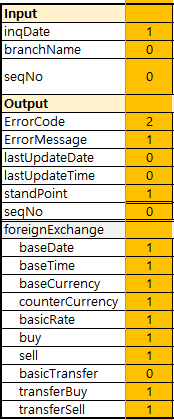 Input
inqDate 1
branchName 0
seqNo 0
Output
ErrorCode 2
ErrorMessage 1
lastUpdateDate 0
lastUpdateTime 0
standPoint 1
seqNo 0
foreignExchange
baseDate 1
baseTime 1
baseCurrency 1
counterCurrency 1
basicRate 1
buy 1
sell 1
basicTransfer 0
transferBuy 1
transferSell 1